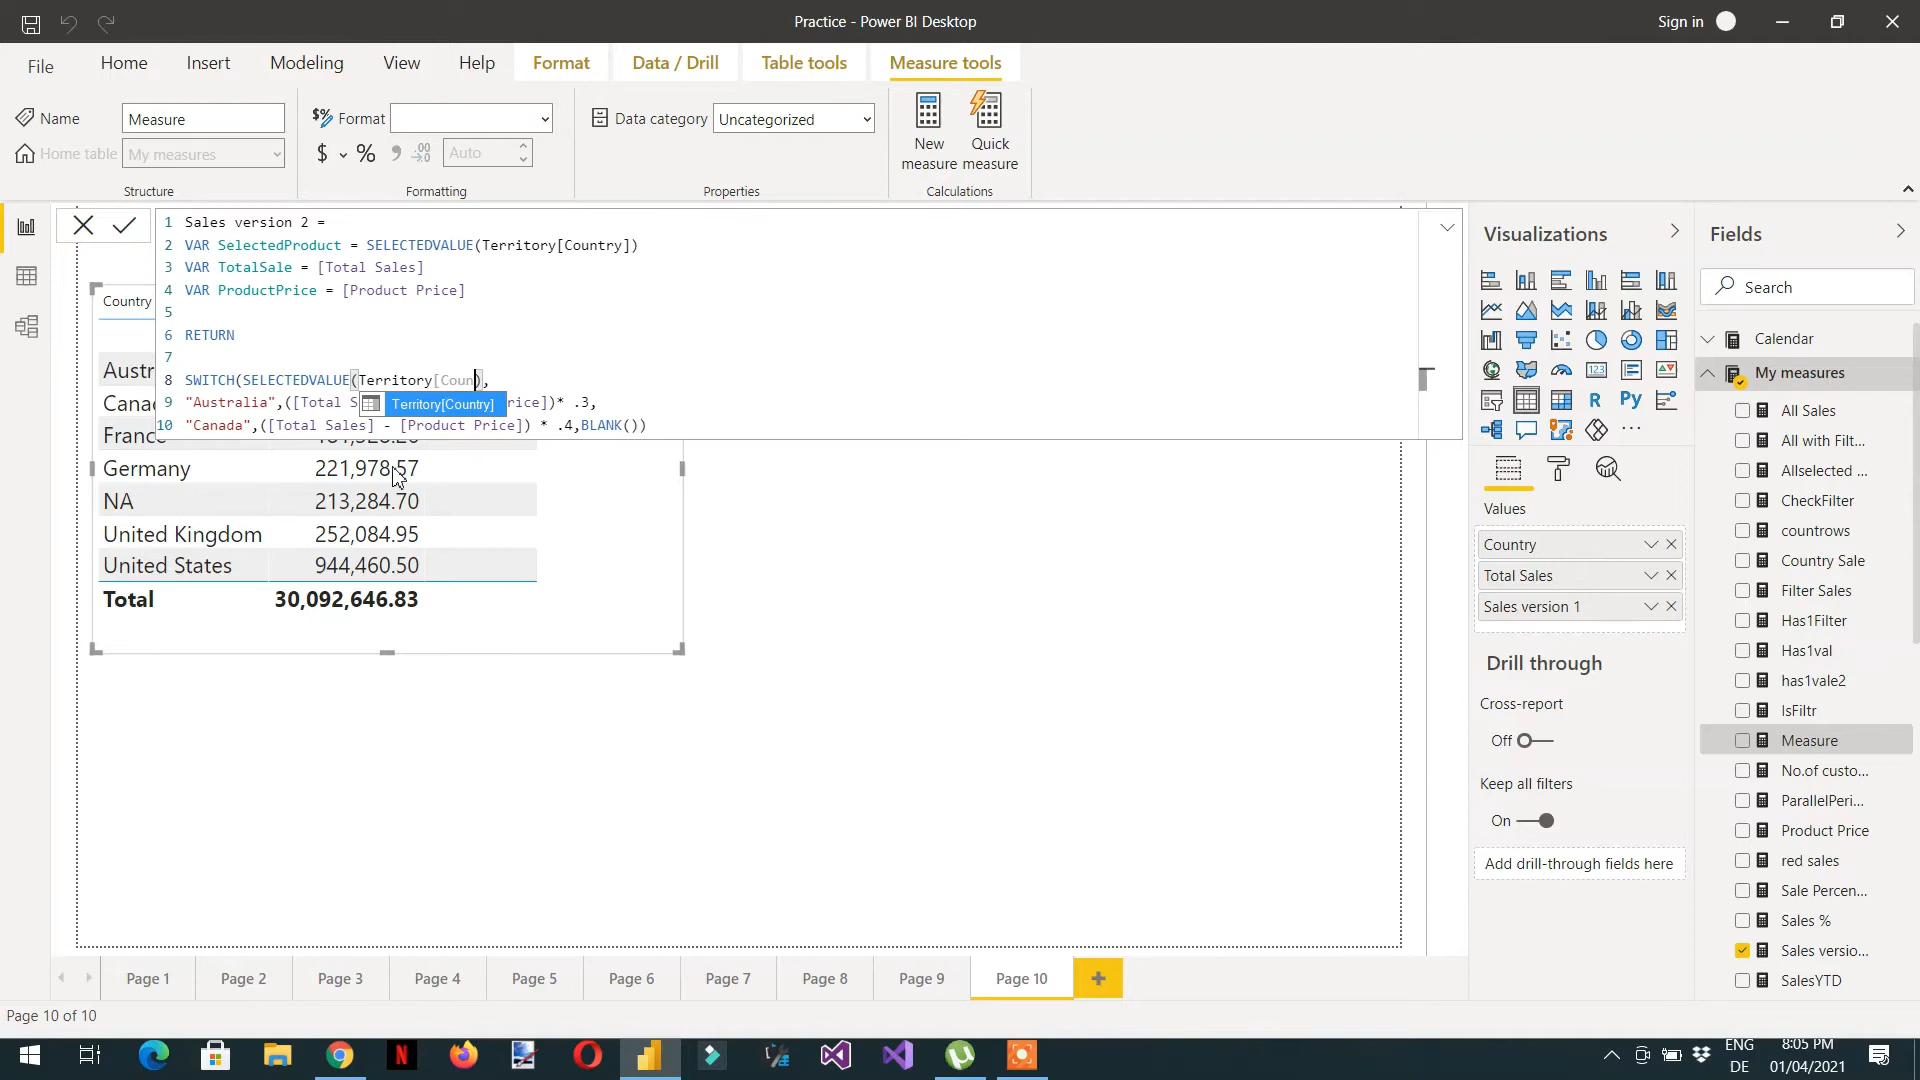 Practice - Power BI Desktop
Sign in
File
Home
Insert
Modeling
View
Help
Format
Data / Drill
Table tools
Measure tools
Name
Measure
Home table
My measures
Structure
$% Format
$ % 9 .00
Auto
Formatting
Data category
Uncategorized
Properties
New measure
Quick measure
Calculations
1 Sales version 2 =
2 VAR SelectedProduct = SELECTEDVALUE(Territory[Country])
3 VAR TotalSale = [Total Sales]
4 VAR ProductPrice = [Product Price]
5
6 RETURN
7
8 SWITCH(SELECTEDVALUE(Territory[Coun),
9 "Australia",([Total S rice])* .3,
Territory[Country]
10 "Canada",([Total Sales] - [Product Price]) * .4,BLANK())
Country
Austr
Cana
France
Germany 221,978.57
NA 213,284.70
United Kingdom 252,084.95
United States 944,460.50
Total 30,092,646.83
Visualizations
R
Py
123
Values
Country
Total Sales
Sales version 1
Drill through
Cross-report
Off
Keep all filters
On
Add drill-through fields here
Fields
Search
Calendar
My measures
All Sales
All with Filt...
Allselected ...
CheckFilter
countrows
Country Sale
Filter Sales
Has1Filter
Has1val
has1vale2
IsFiltr
Measure
No.of custo...
ParallelPeri...
Product Price
red sales
Sale Percen...
Sales %
Sales versio...
SalesYTD
Page 1
Page 2
Page 3
Page 4
Page 5
Page 6
Page 7
Page 8
Page 9
Page 10
+
Page 10 of 10
ENG
DE
8:05 PM
01/04/2021